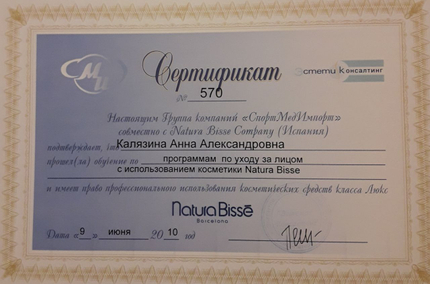 Сертификат
Эстети Консалтинг
№ 570
Настоящим Группа компаний «СпортМедИмпорт»
совместно с Natura Bisse Company (Испания)
подтверждает, что Калязина Анна Александровна
прошел(ла) обучение по программам по уходу за лицом
с использованием косметики Natura Bisse
и имеет право профессионального использования косметических средств класса Люкс
Natura Bissé
Barcelona
Дата «9» июня 2010 год